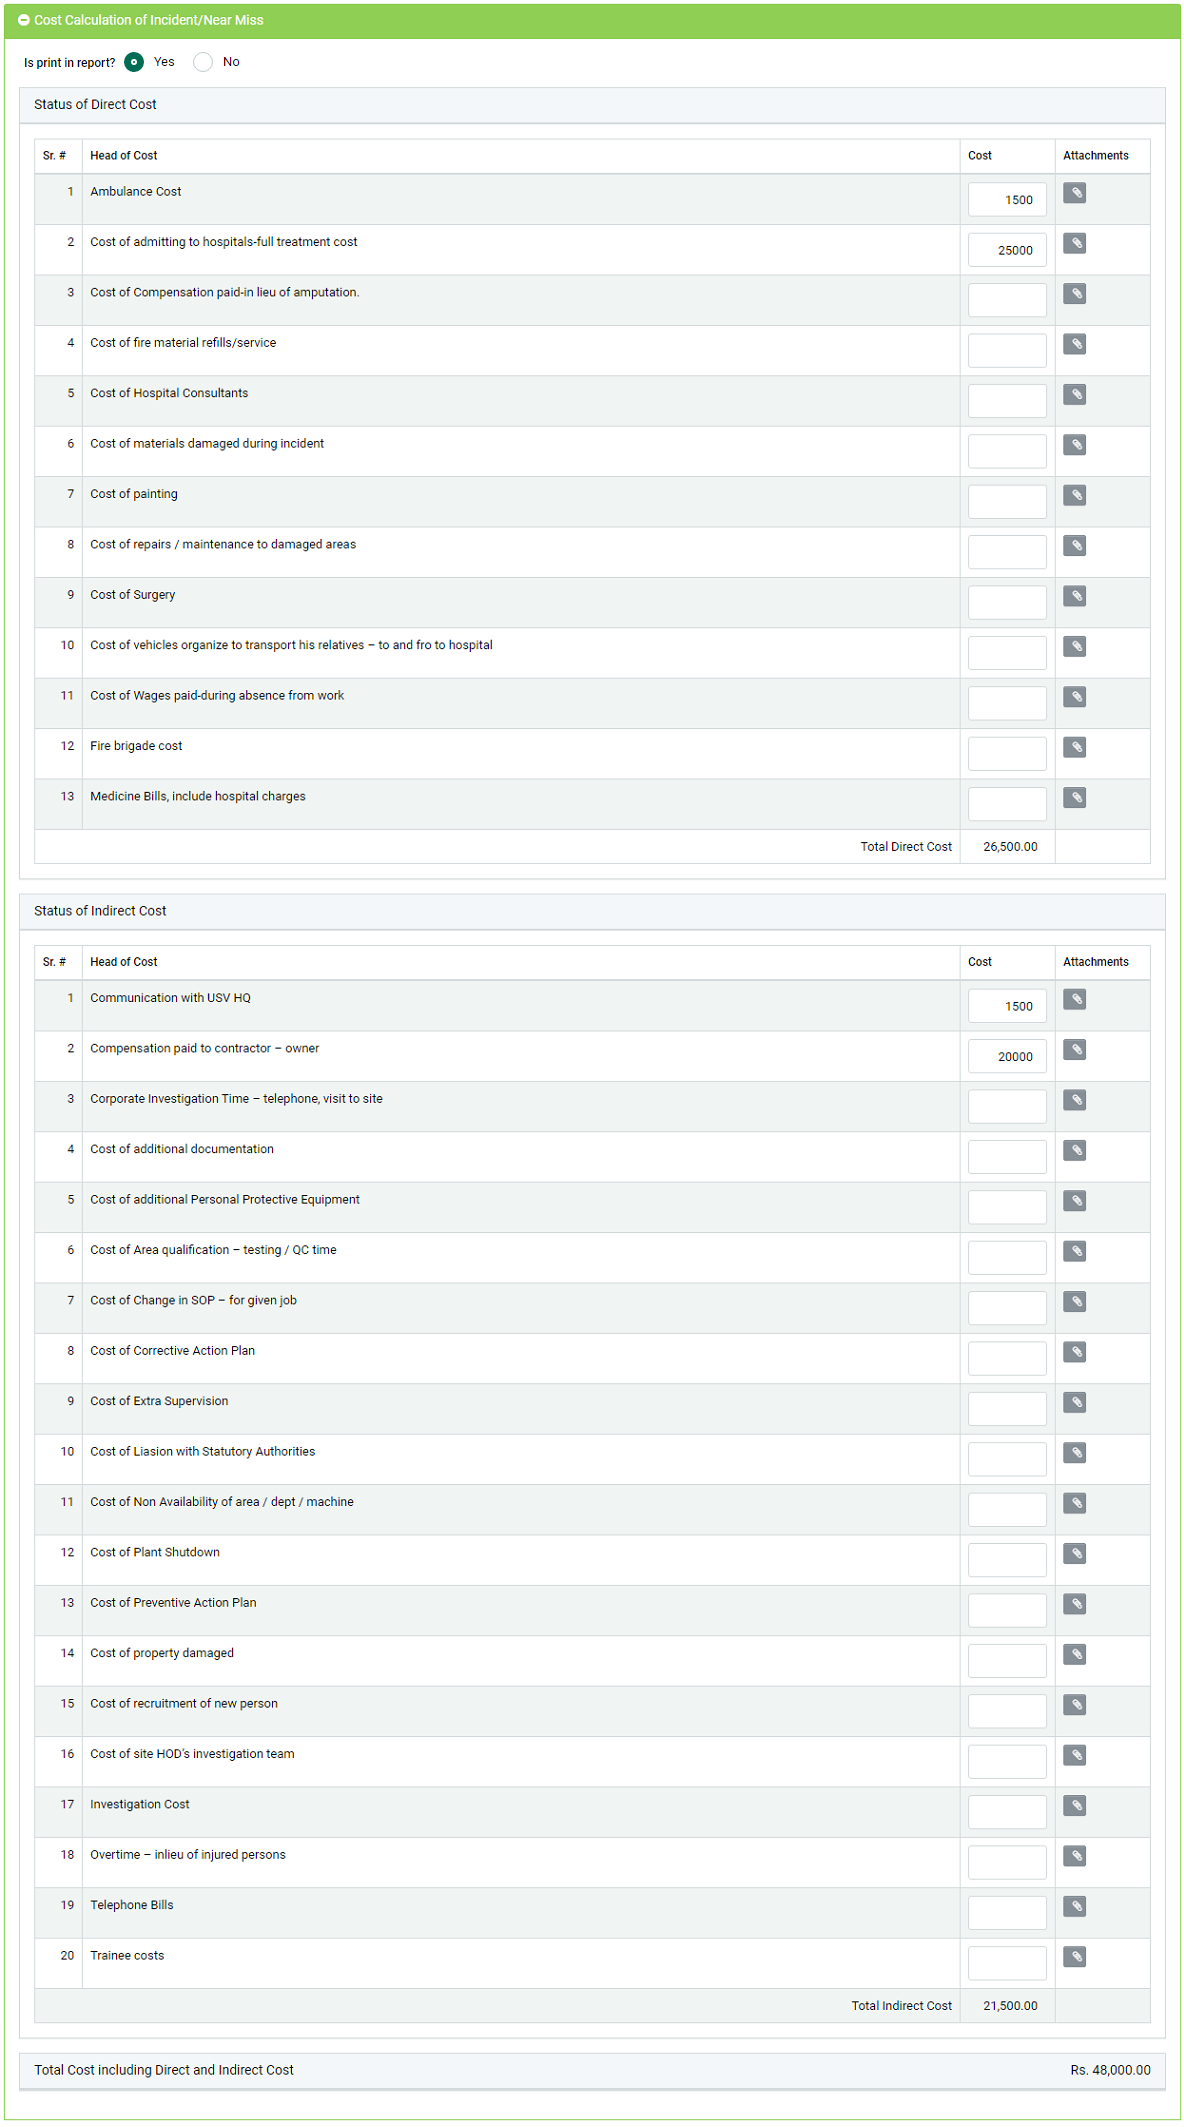 Cost Calculation of Incident/Near Miss
Is print in report? Yes No
Status of Direct Cost
Sr. # Head of Cost Cost Attachments
1 Ambulance Cost 1500
2 Cost of admitting to hospitals-full treatment cost 25000
3 Cost of Compensation paid-in lieu of amputation.
4 Cost of fire material refills/service
5 Cost of Hospital Consultants
6 Cost of materials damaged during incident
7 Cost of painting
8 Cost of repairs / maintenance to damaged areas
9 Cost of Surgery
10 Cost of vehicles organize to transport his relatives – to and fro to hospital
11 Cost of Wages paid-during absence from work
12 Fire brigade cost
13 Medicine Bills, include hospital charges
Total Direct Cost 26,500.00
Status of Indirect Cost
Sr. # Head of Cost Cost Attachments
1 Communication with USV HQ 1500
2 Compensation paid to contractor – owner 20000
3 Corporate Investigation Time – telephone, visit to site
4 Cost of additional documentation
5 Cost of additional Personal Protective Equipment
6 Cost of Area qualification – testing / QC time
7 Cost of Change in SOP – for given job
8 Cost of Corrective Action Plan
9 Cost of Extra Supervision
10 Cost of Liasion with Statutory Authorities
11 Cost of Non Availability of area / dept / machine
12 Cost of Plant Shutdown
13 Cost of Preventive Action Plan
14 Cost of property damaged
15 Cost of recruitment of new person
16 Cost of site HOD's investigation team
17 Investigation Cost
18 Overtime – inlieu of injured persons
19 Telephone Bills
20 Trainee costs
Total Indirect Cost 21,500.00
Total Cost including Direct and Indirect Cost Rs. 48,000.00